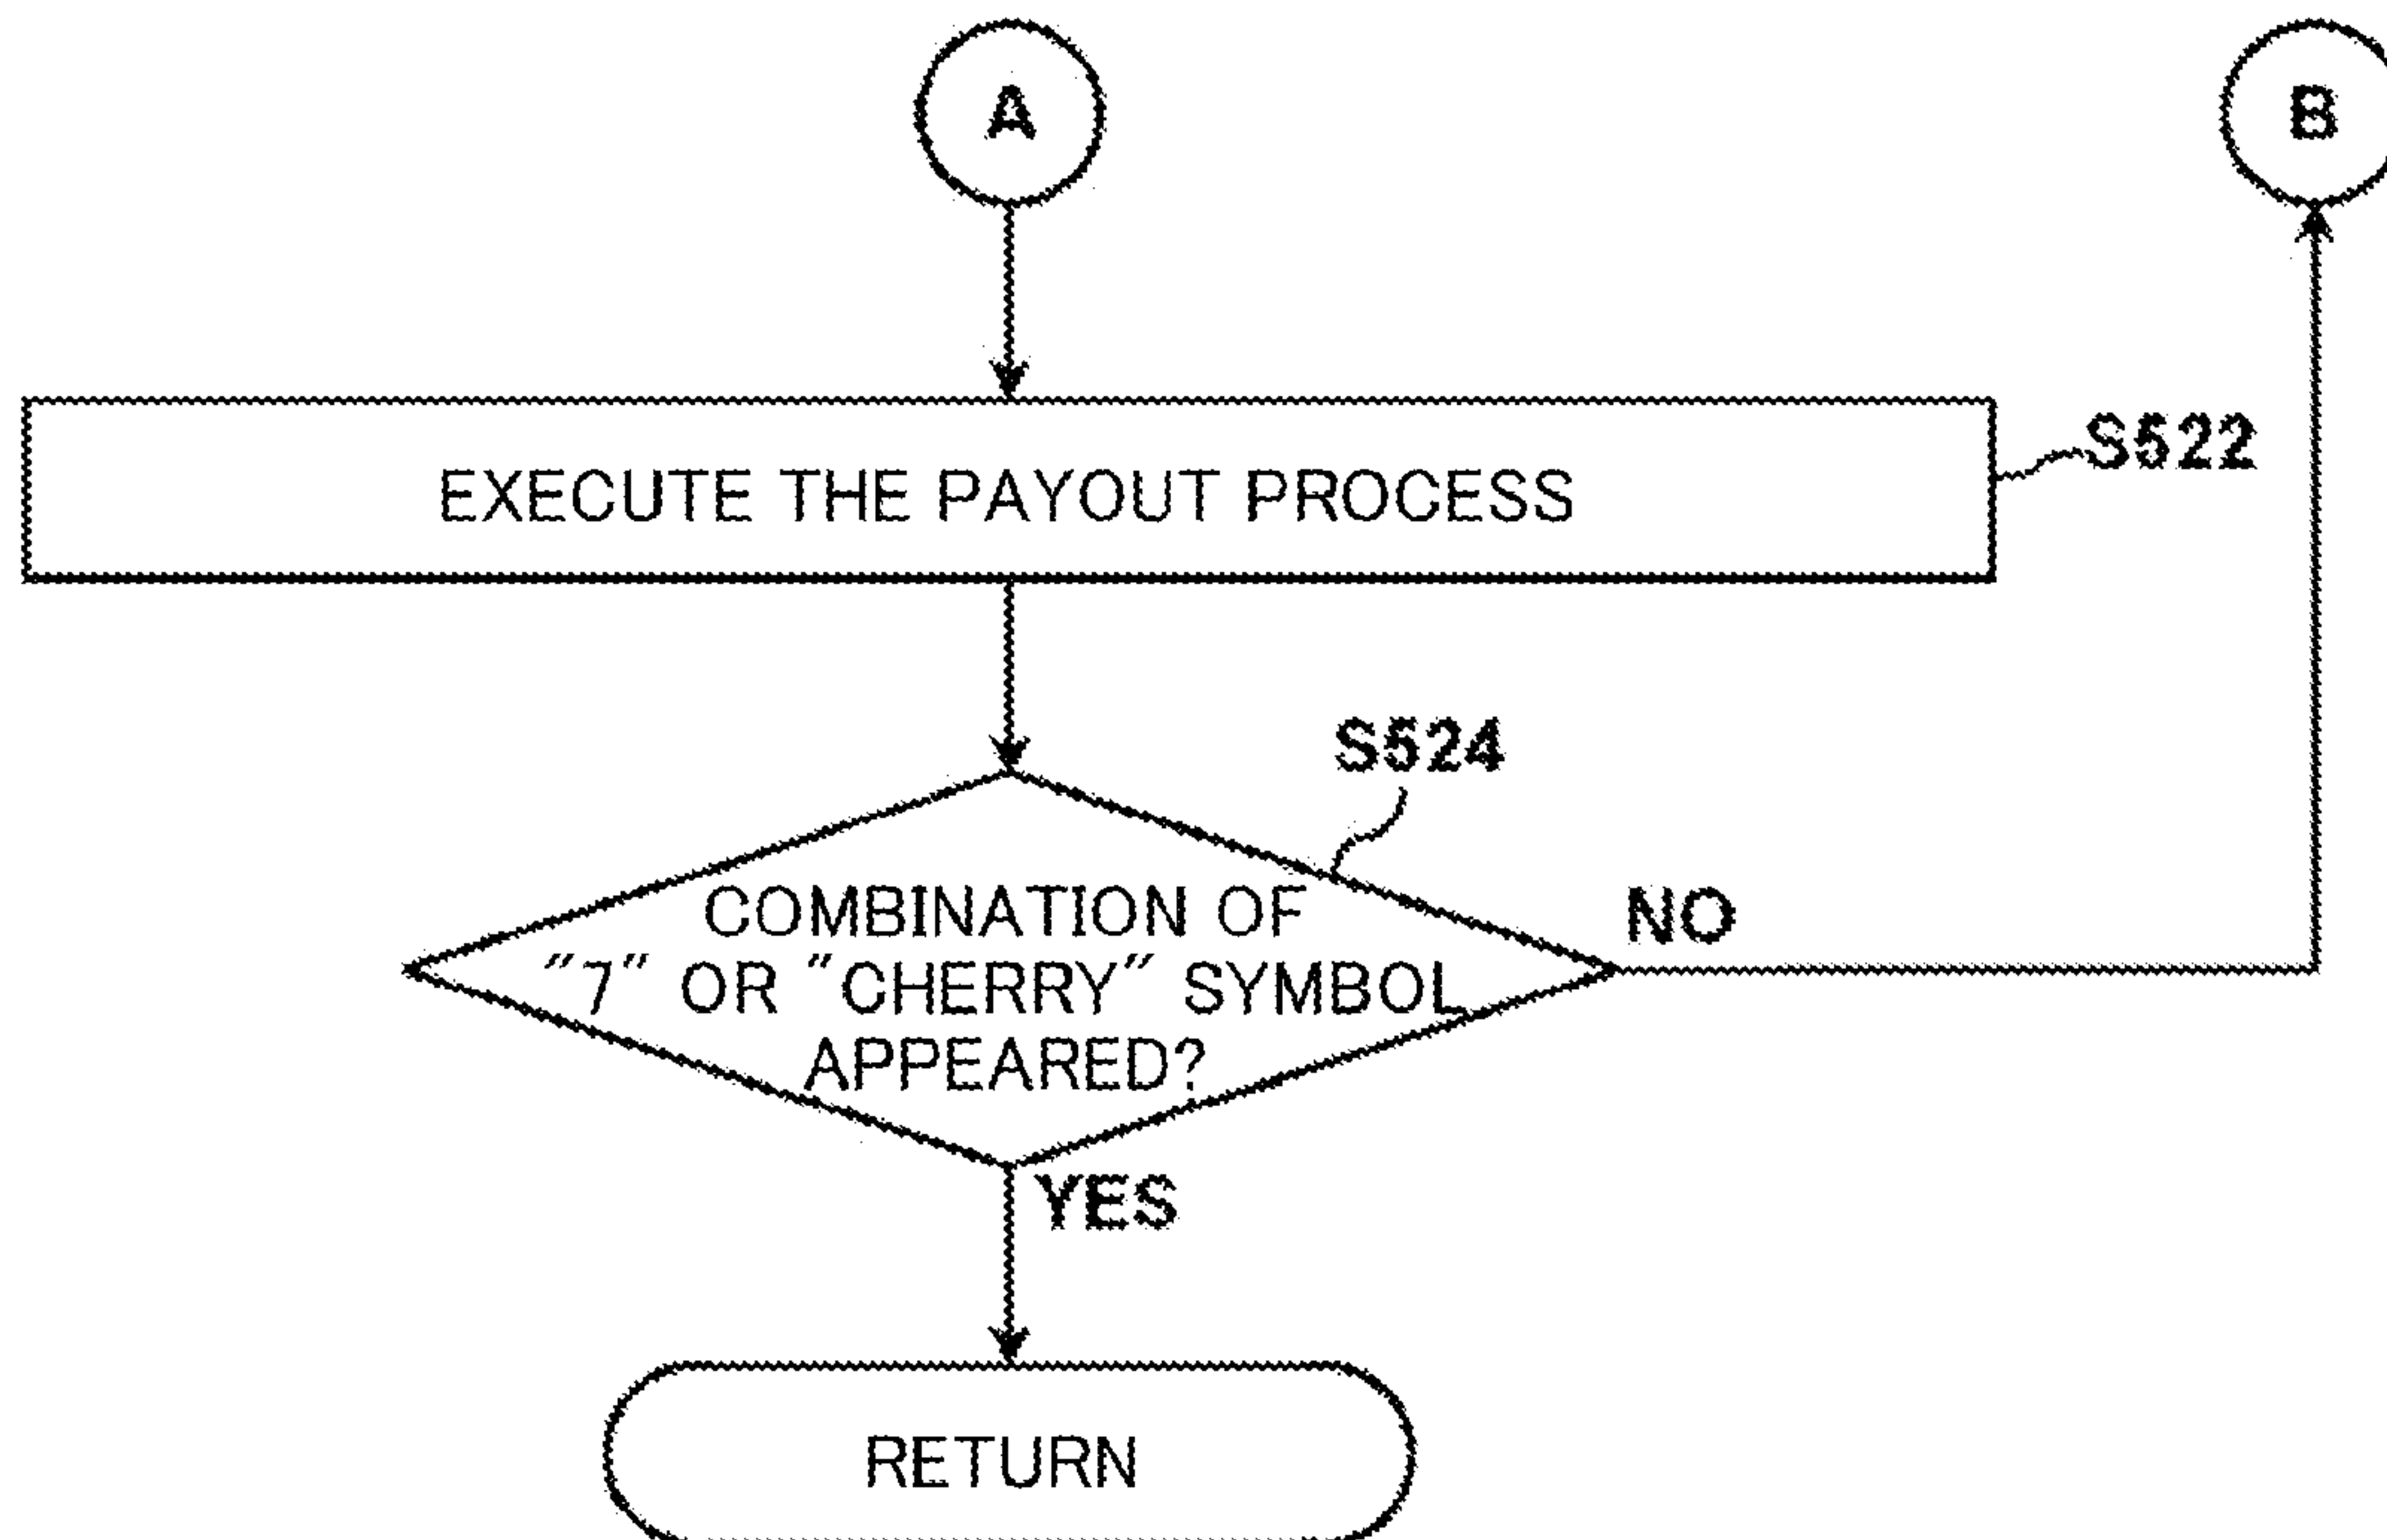 A
B
EXECUTE THE PAYOUT PROCESS
S522
S524
COMBINATION OF
"7" OR "CHERRY" SYMBOL
APPEARED?
NO
YES
RETURN